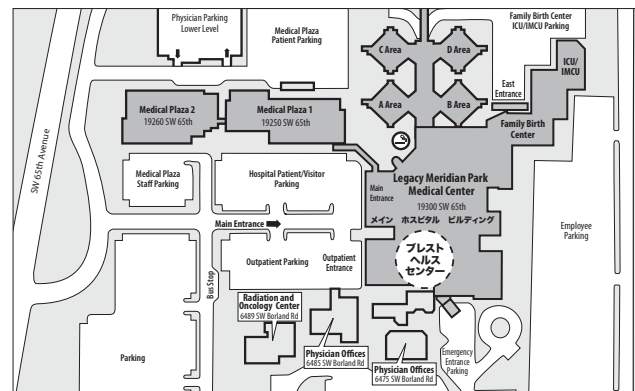 Physician Parking
Lower Level
Medical Plaza
Patient Parking
Family Birth Center
ICU/IMCU Parking
C Area
D Area
ICU/
IMCU
East
Entrance
A Area
B Area
Medical Plaza 2
19260 SW 65th
Medical Plaza 1
19250 SW 65th
Family Birth
Center
SW 65th Avenue
Medical Plaza
Staff Parking
Hospital Patient/Visitor
Parking
Main
Entrance
Legacy Meridian Park
Medical Center
19300 SW 65th
メイン ホスピタル ビルディング
Main Entrance
Employee
Parking
ブレスト
ヘルス
センター
Outpatient Parking
Outpatient
Entrance
Bus Stop
Radiation and
Oncology Center
6489 SW Borland Rd
Parking
Physician Offices
6485 SW Borland Rd
Physician Offices
6475 SW Borland Rd
Emergency
Entrance
Parking